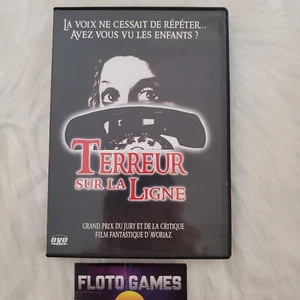 LA VOIX NE CESSAIT DE RÉPÉTER...
AVEZ VOUS VU LES ENFANTS ?
TERREUR
SUR LA LIGNE
GRAND PRIX DU JURY ET DE LA CRITIQUE
FILM FANTASTIQUE D'AVORIAZ
DVD
FLOTO GAMES